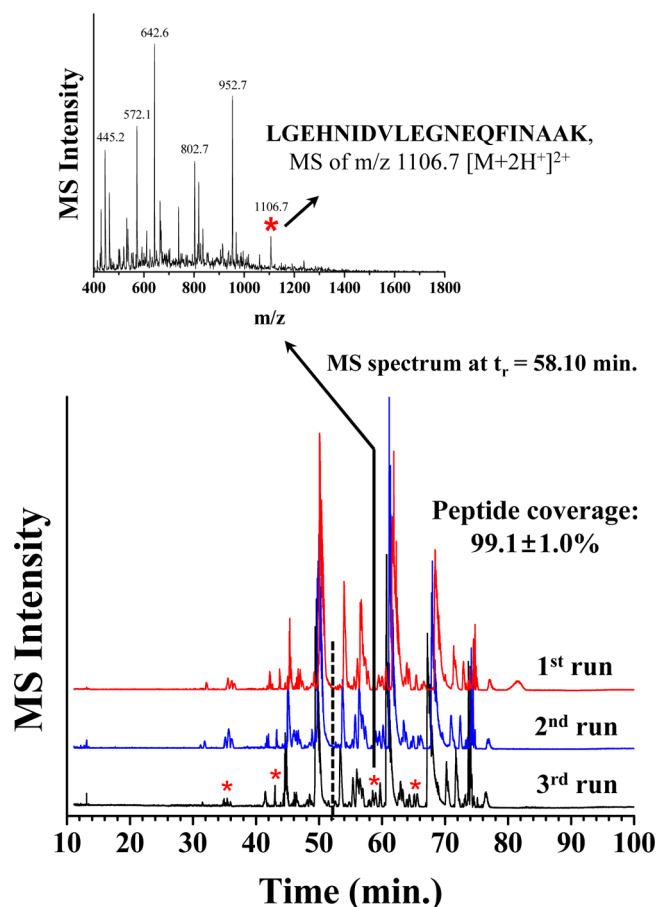 642.6
952.7
572.1
445.2
802.7
1106.7
*
LGEHNIDVLEGNEQFINAAK,
MS of m/z 1106.7 [M+2H⁺]²⁺
MS Intensity
400 600 800 1000 1200 1400 1600 1800
m/z
MS spectrum at tᵣ = 58.10 min.
Peptide coverage:
99.1±1.0%
MS Intensity
1ˢᵗ run
2ⁿᵈ run
3ʳᵈ run
* * * *
10 20 30 40 50 60 70 80 90 100
Time (min.)